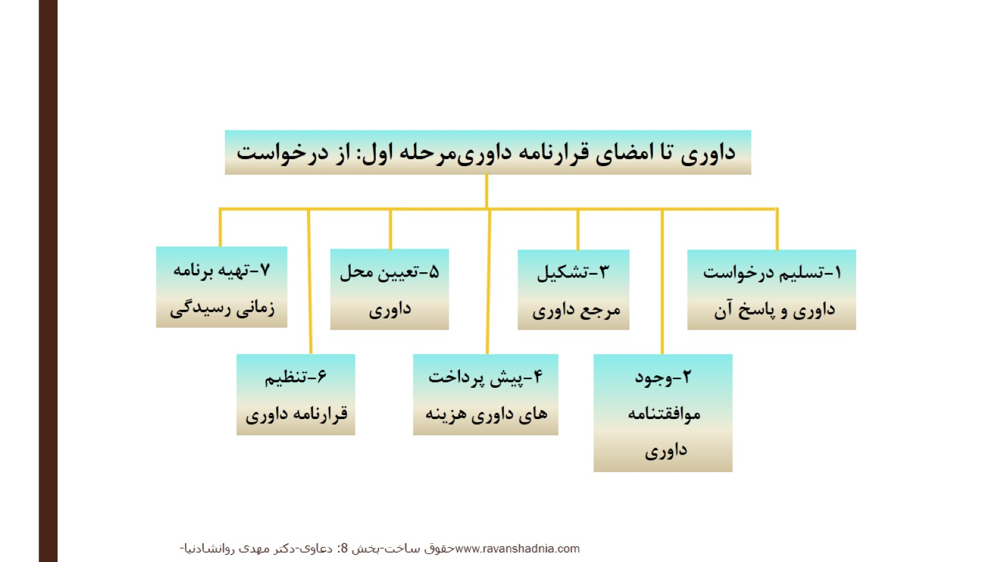 داوری تا امضای قرارنامه داوری‌مرحله اول: از درخواست
۱-تسلیم درخواست
داوری و پاسخ آن
۲-وجود
موافقتنامه
داوری
۳-تشکیل
مرجع داوری
۴-پیش پرداخت
های داوری هزینه
۵-تعیین محل
داوری
۶-تنظیم
قرارنامه داوری
۷-تهیه برنامه
زمانی رسیدگی
حقوق ساخت-بخش 8: دعاوی-دکتر مهدی روانشادنیا-www.ravanshadnia.com